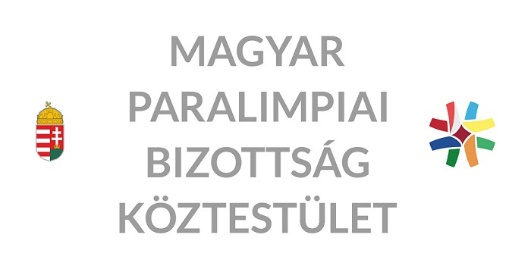 MAGYAR
PARALIMPIAI
BIZOTTSÁG
KÖZTESTÜLET